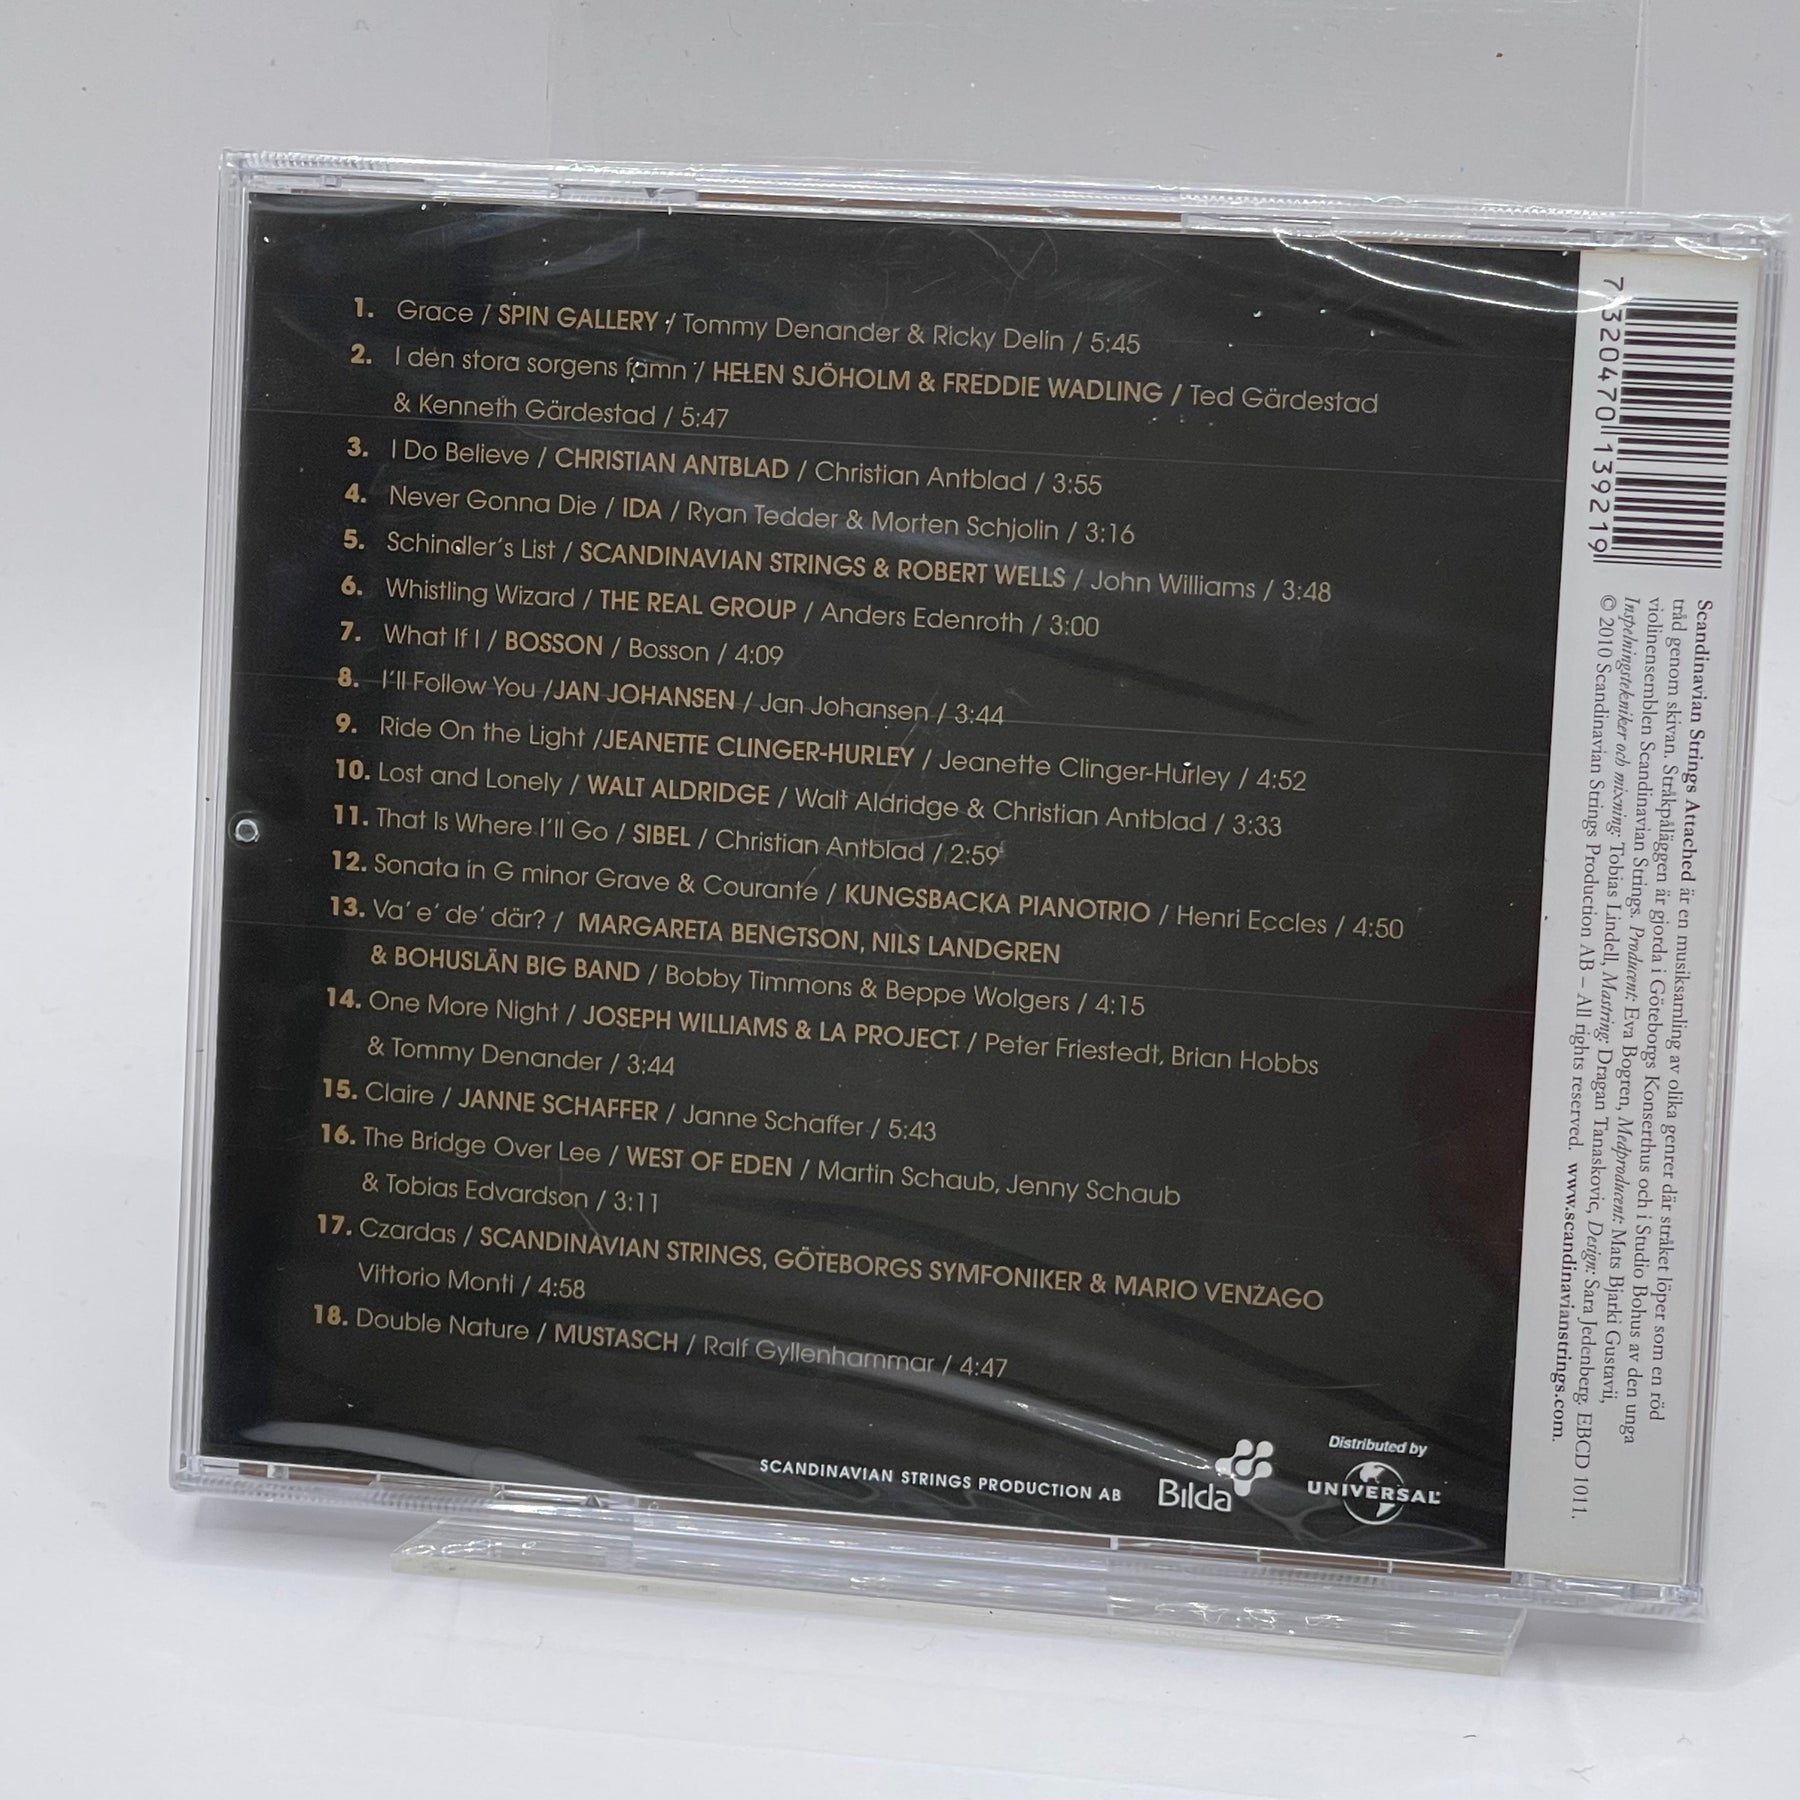 1. Grace / SPIN GALLERY / Tommy Denander & Ricky Delin / 5:45
2. I den stora sorgens famn / HELEN SJÖHOLM & FREDDIE WADLING / Ted Gärdestad
& Kenneth Gärdestad / 5:47
3. I Do Believe / CHRISTIAN ANTBLAD / Christian Antblad / 3:55
4. Never Gonna Die / IDA / Ryan Tedder & Morten Schjolin / 3:16
5. Schindler's List / SCANDINAVIAN STRINGS & ROBERT WELLS / John Williams / 3:48
6. Whistling Wizard / THE REAL GROUP / Anders Edenroth / 3:00
7. What If I / BOSSON / Bosson / 4:09
8. I'll Follow You /JAN JOHANSEN / Jan Johansen / 3:44
9. Ride On the Light /JEANETTE CLINGER-HURLEY / Jeanette Clinger-Hurley / 4:52
10. Lost and Lonely / WALT ALDRIDGE / Walt Aldridge & Christian Antblad / 3:33
11. That Is Where I'll Go / SIBEL / Christian Antblad / 2:59
12. Sonata in G minor Grave & Courante / KUNGSBACKA PIANOTRIO / Henri Eccles / 4:50
13. Va' e' de' där? / MARGARETA BENGTSON, NILS LANDGREN
& BOHUSLÄN BIG BAND / Bobby Timmons & Beppe Wolgers / 4:15
14. One More Night / JOSEPH WILLIAMS & LA PROJECT / Peter Friestedt, Brian Hobbs
& Tommy Denander / 3:44
15. Claire / JANNE SCHAFFER / Janne Schaffer / 5:43
16. The Bridge Over Lee / WEST OF EDEN / Martin Schaub, Jenny Schaub
& Tobias Edvardson / 3:11
17. Czardas / SCANDINAVIAN STRINGS, GÖTEBORGS SYMFONIKER & MARIO VENZAGO
Vittorio Monti / 4:58
18. Double Nature / MUSTASCH / Ralf Gyllenhammar / 4:47
SCANDINAVIAN STRINGS PRODUCTION AB
Bilda
Distributed by
UNIVERSAL
7 320470 139219
Scandinavian Strings Attached är en musiksamling av olika genrer där stråket löper som en röd
tråd genom skivan. Stråkpåläggen är gjorda i Göteborgs Konserthus och i Studio Bohus av den unga
violinensemblen Scandinavian Strings. Producent: Eva Bogren, Medproducent: Mats Bjarki Gustavii,
Inspelningstekniker och mixning: Tobias Lindell, Mastring: Dragan Tanaskovic, Design: Sara Jedenberg. EBCD 1011.
© 2010 Scandinavian Strings Production AB – All rights reserved. www.scandinavianstrings.com.